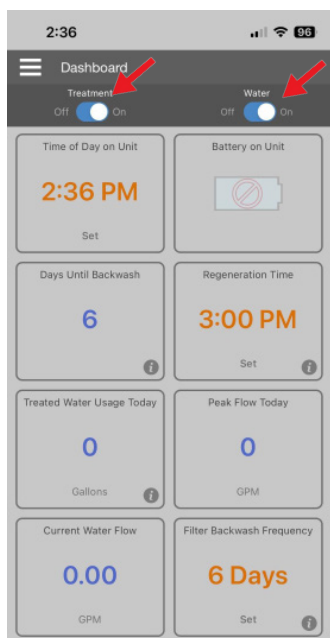 2:36 96
Dashboard
Treatment Water
Off On Off On
Time of Day on Unit Battery on Unit
2:36 PM
Set
Days Until Backwash Regeneration Time
6 3:00 PM
Set
Treated Water Usage Today Peak Flow Today
0 0
Gallons GPM
Current Water Flow Filter Backwash Frequency
0.00 6 Days
GPM Set